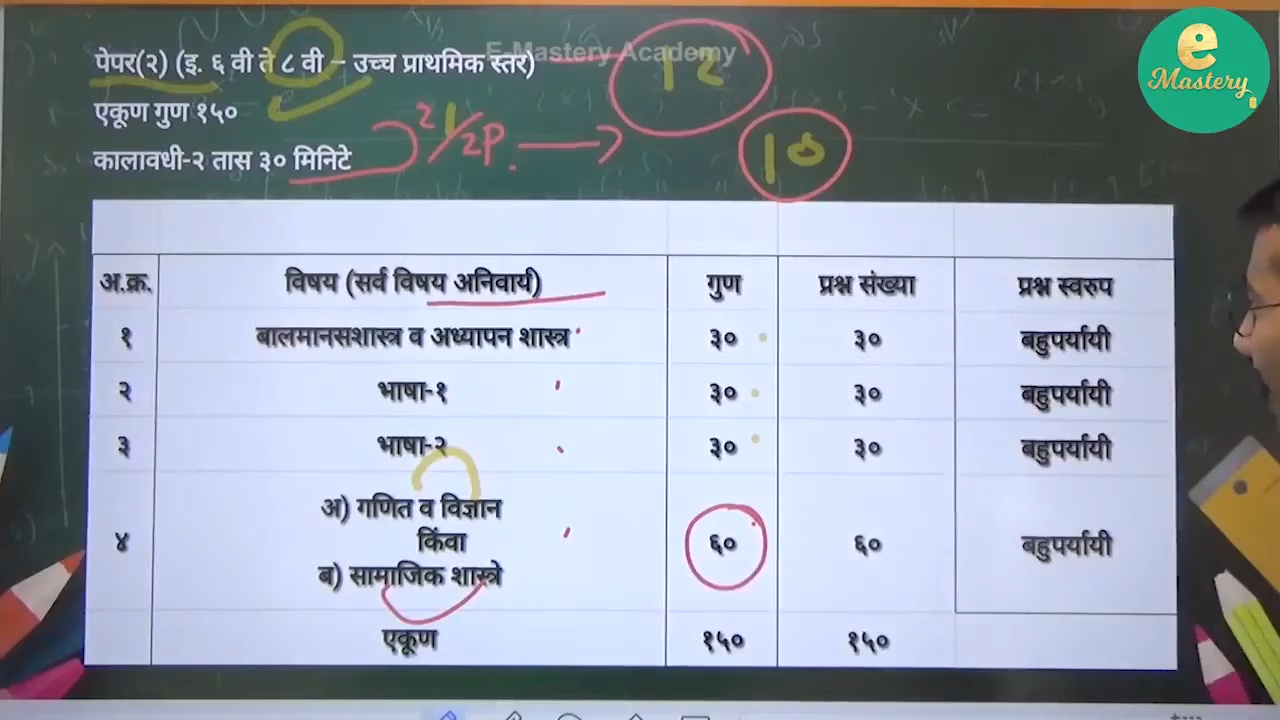 E-Mastery Academy
e
Mastery
पेपर(२) (इ. ६ वी ते ८ वी – उच्च प्राथमिक स्तर)
12
एकूण गुण १५०
कालावधी-२ तास ३० मिनिटे
2 1/2P.
10
अ.क्र. विषय (सर्व विषय अनिवार्य) गुण प्रश्न संख्या प्रश्न स्वरुप
१ बालमानसशास्त्र व अध्यापन शास्त्र ३० ३० बहुपर्यायी
२ भाषा-१ ३० ३० बहुपर्यायी
३ भाषा-२ ३० ३० बहुपर्यायी
अ) गणित व विज्ञान
४ किंवा ६० ६० बहुपर्यायी
ब) सामाजिक शास्त्रे
एकूण १५० १५०